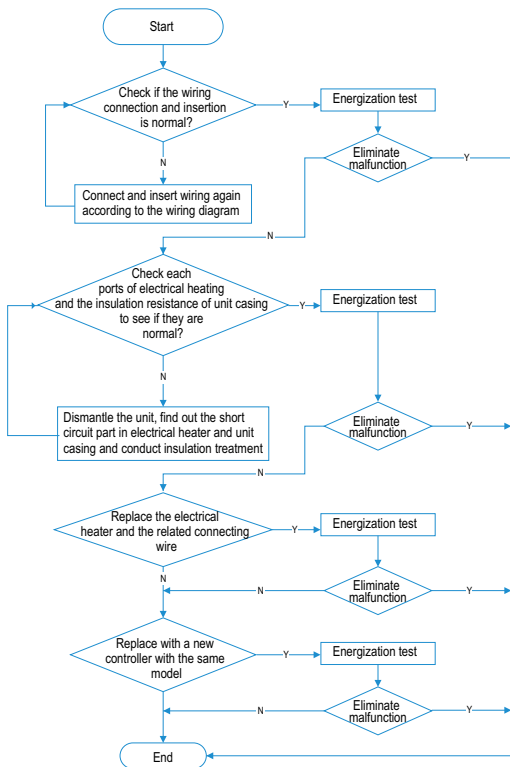 Start
Check if the wiring
connection and insertion
is normal?
Y
Energization test
N
Eliminate
malfunction
Y
Connect and insert wiring again
according to the wiring diagram
N
Check each
ports of electrical heating
and the insulation resistance of unit casing
to see if they are
normal?
Y
Energization test
N
Dismantle the unit, find out the short
circuit part in electrical heater and unit
casing and conduct insulation treatment
Eliminate
malfunction
Y
N
Replace the electrical
heater and the related connecting
wire
Y
Energization test
N
Eliminate
malfunction
N
Y
Replace with a new
controller with the same
model
Y
Energization test
Eliminate
malfunction
N
Y
End